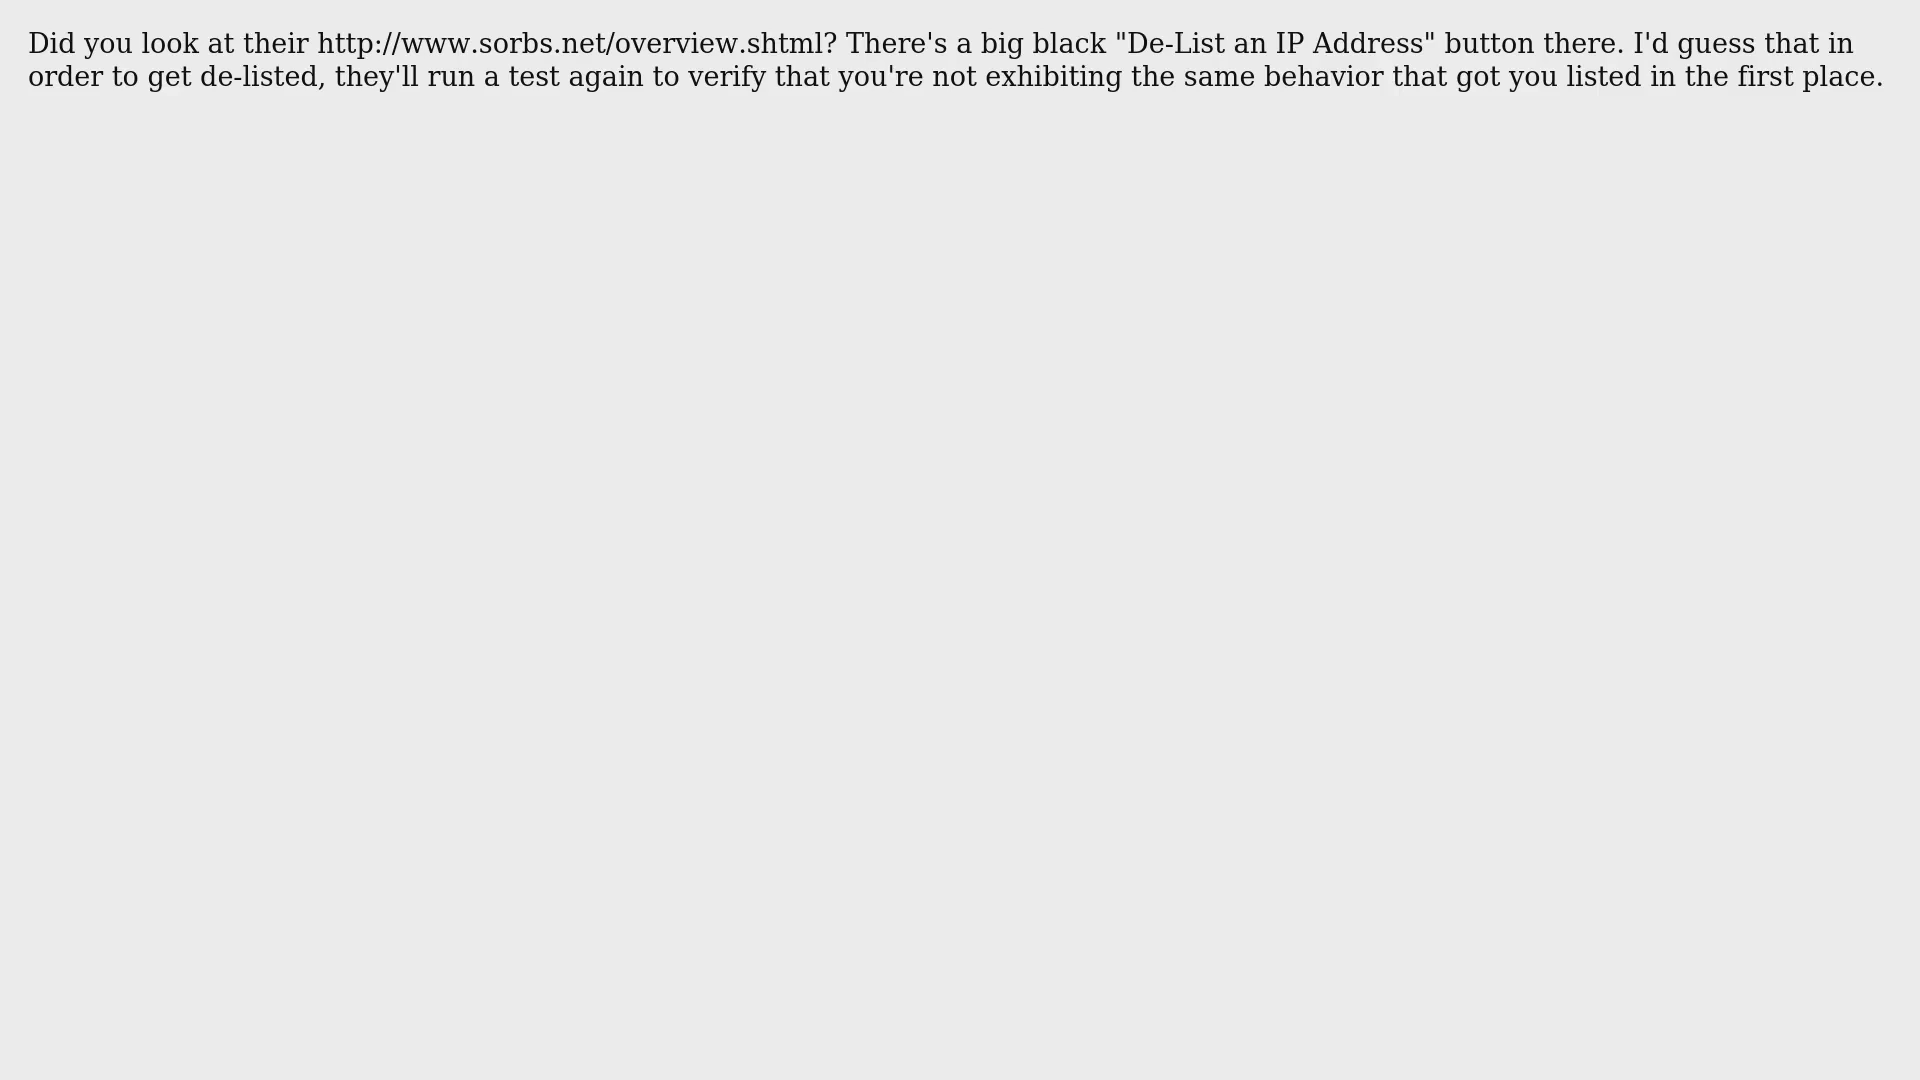 Did you look at their http://www.sorbs.net/overview.shtml? There's a big black "De-List an IP Address" button there. I'd guess that in
order to get de-listed, they'll run a test again to verify that you're not exhibiting the same behavior that got you listed in the first place.